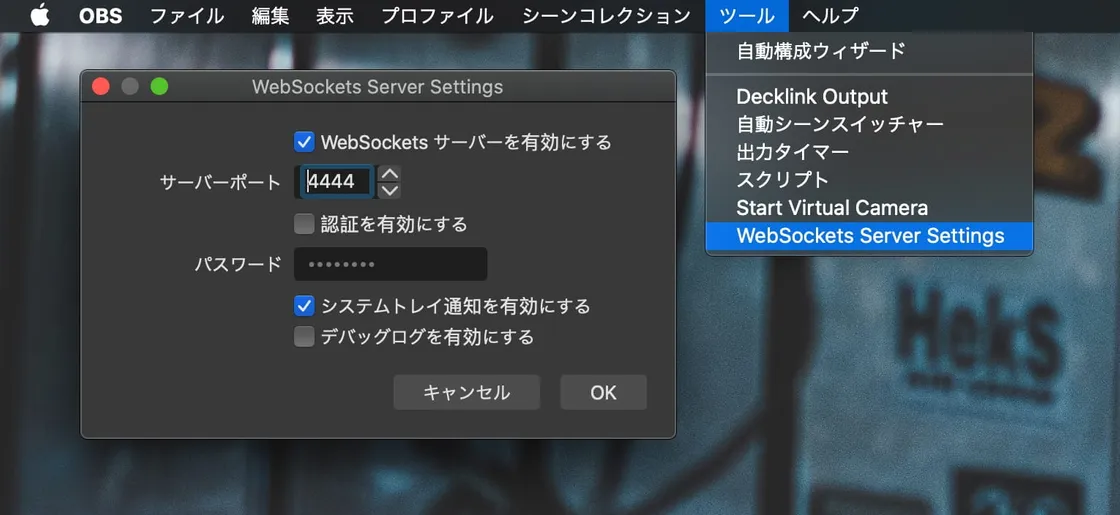 OBS ファイル 編集 表示 プロファイル シーンコレクション ツール ヘルプ
自動構成ウィザード
Decklink Output
自動シーンスイッチャー
出力タイマー
スクリプト
Start Virtual Camera
WebSockets Server Settings
WebSockets Server Settings
WebSockets サーバーを有効にする
サーバーポート 4444
認証を有効にする
パスワード ••••••••
システムトレイ通知を有効にする
デバッグログを有効にする
キャンセル OK
HekS